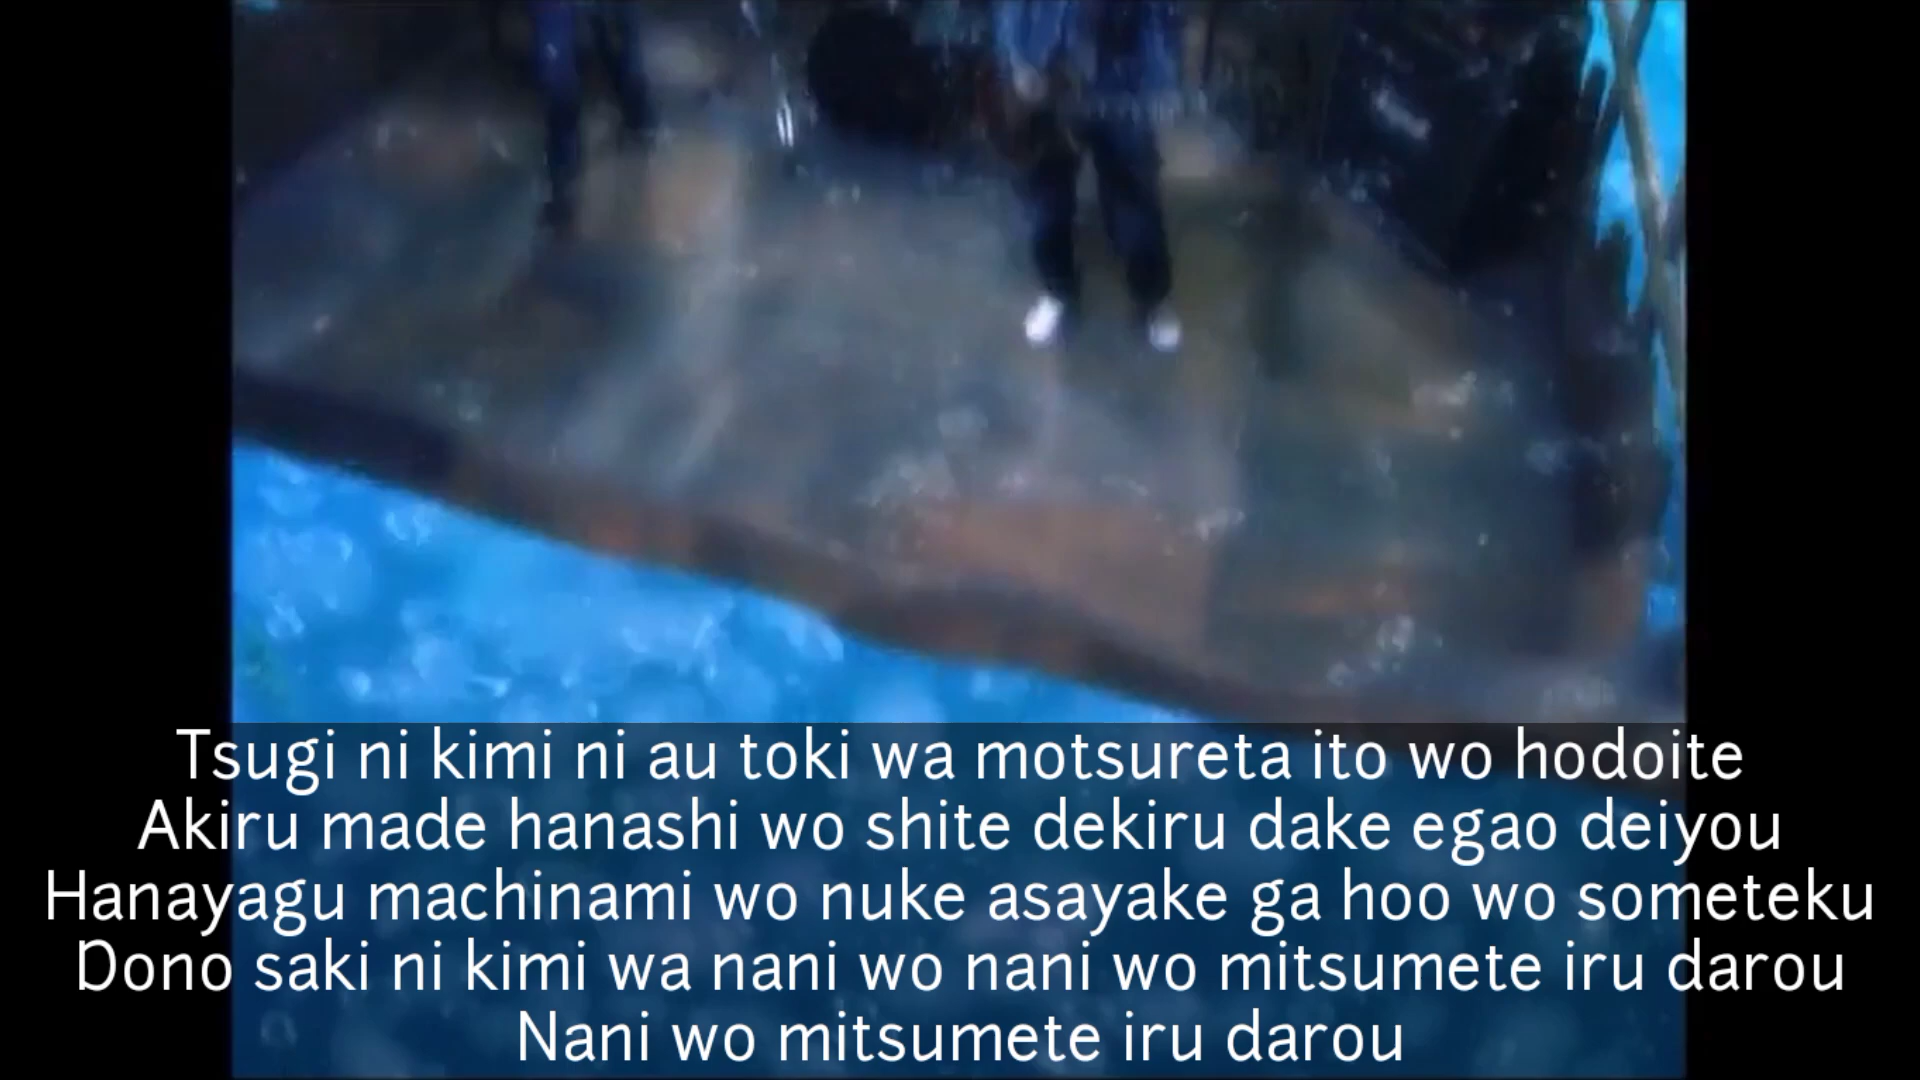 Tsugi ni kimi ni au toki wa motsureta ito wo hodoite
Akiru made hanashi wo shite dekiru dake egao deiyou
Hanayagu machinami wo nuke asayake ga hoo wo someteku
Dono saki ni kimi wa nani wo nani wo mitsumete iru darou
Nani wo mitsumete iru darou